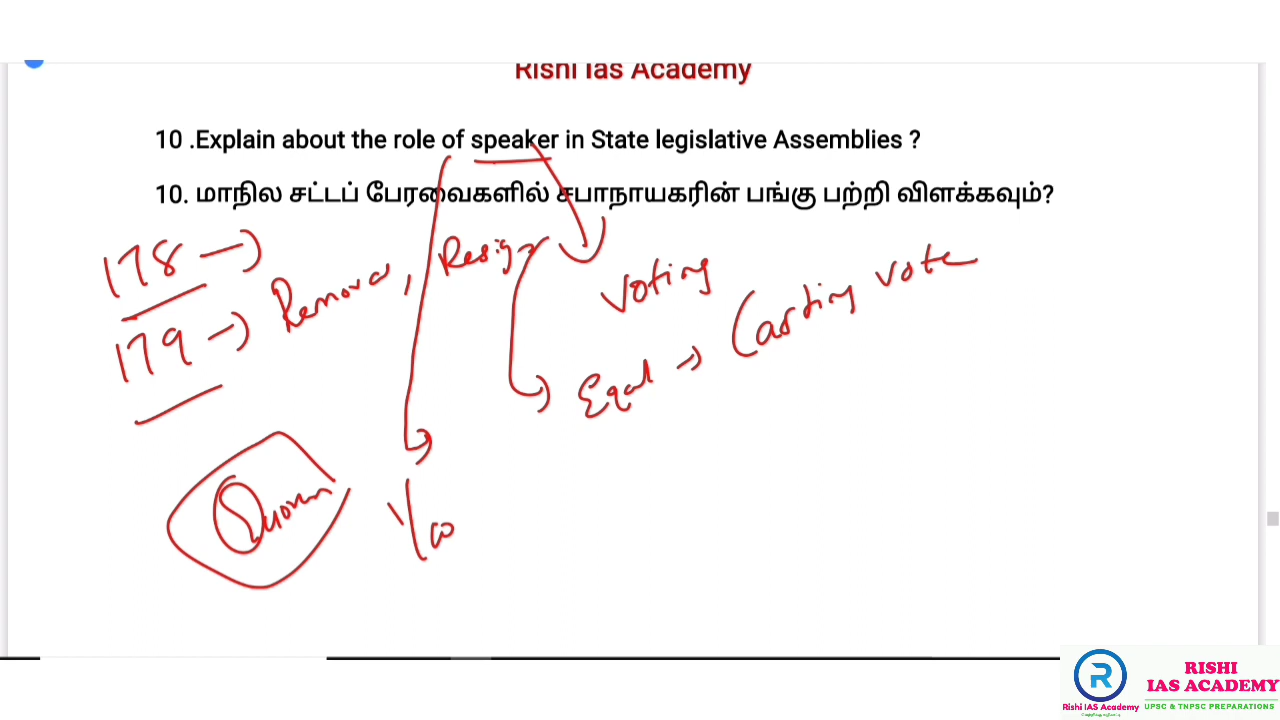 Rishi Ias Academy
10 .Explain about the role of speaker in State legislative Assemblies ?
10. மாநில சட்டப் பேரவைகளில் சபாநாயகரின் பங்கு பற்றி விளக்கவும்?
178 →
179 → Removal, Resign
Voting
Equal → Casting vote
Quorum
1/10
R
Rishi IAS Academy
RISHI
IAS ACADEMY
UPSC & TNPSC PREPARATIONS